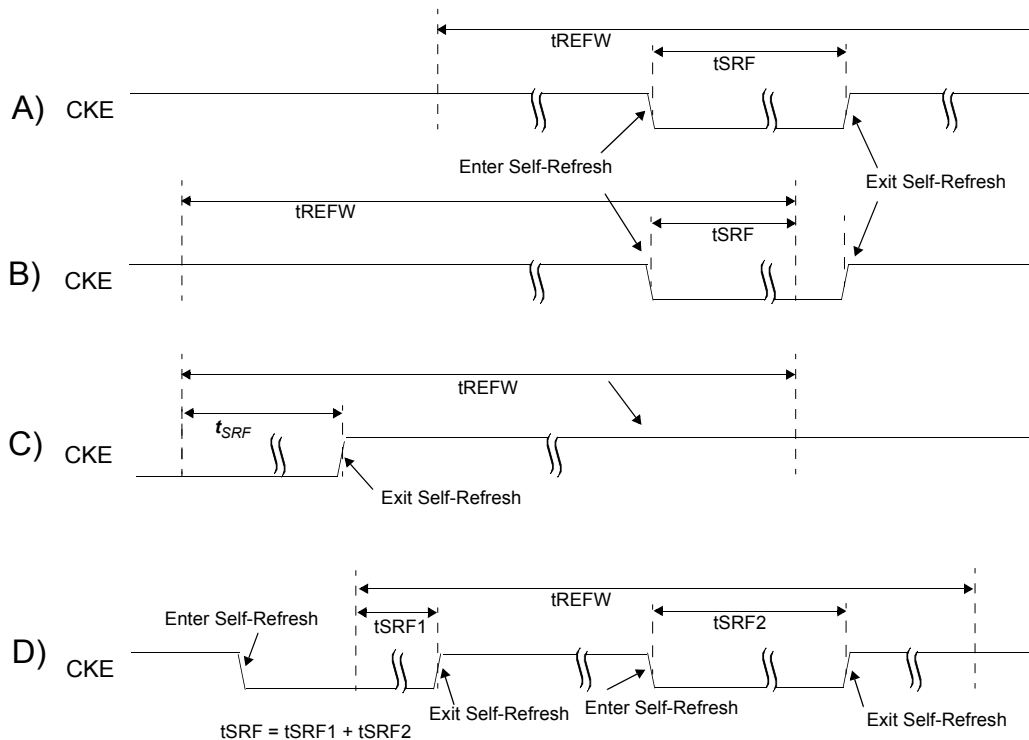 tREFW
tSRF
A) CKE
Enter Self-Refresh
Exit Self-Refresh
tREFW
tSRF
B) CKE
tREFW
tSRF
C) CKE
Exit Self-Refresh
tREFW
Enter Self-Refresh
tSRF1
tSRF2
D) CKE
Exit Self-Refresh
Enter Self-Refresh
Exit Self-Refresh
tSRF = tSRF1 + tSRF2